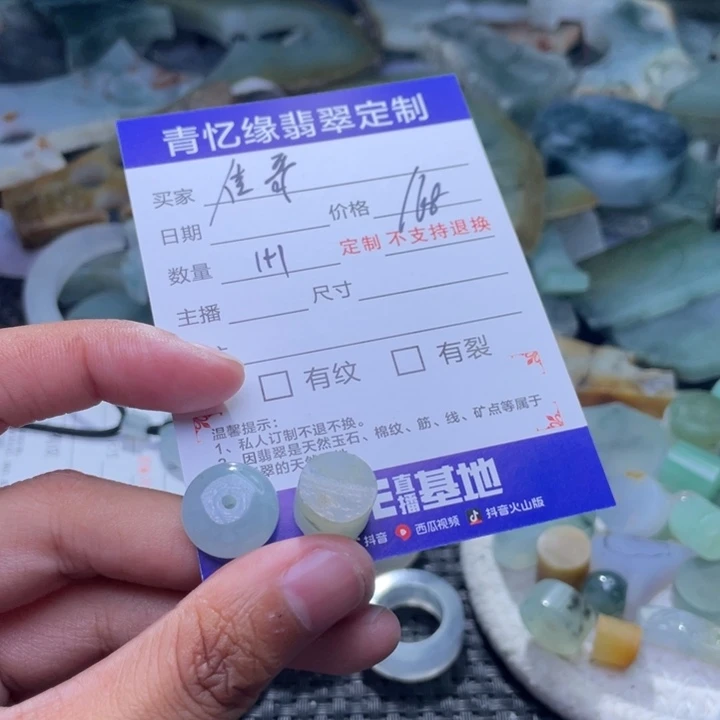 青忆缘翡翠定制
买家 佳哥
日期 价格 168
数量 1+1 定制 不支持退换
主播 尺寸
有纹 有裂
温馨提示：
1、私人订制不退不换。
2、因翡翠是天然玉石、棉纹、筋、线、矿点等属于
翠的天然
直播基地
抖音 西瓜视频 抖音火山版